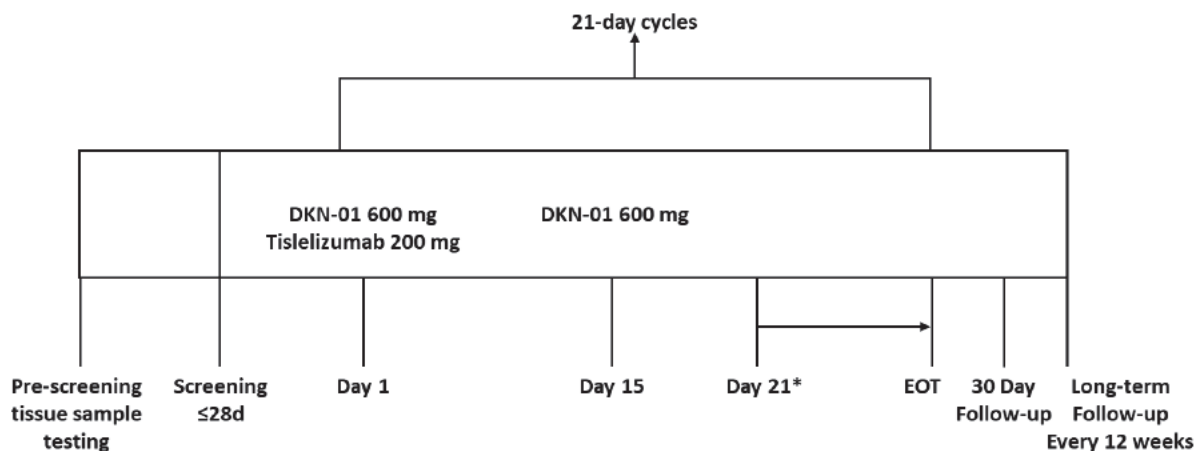 21-day cycles
DKN-01 600 mg
Tislelizumab 200 mg
DKN-01 600 mg
Pre-screening
tissue sample
testing
Screening
≤28d
Day 1
Day 15
Day 21*
EOT
30 Day
Follow-up
Long-term
Follow-up
Every 12 weeks